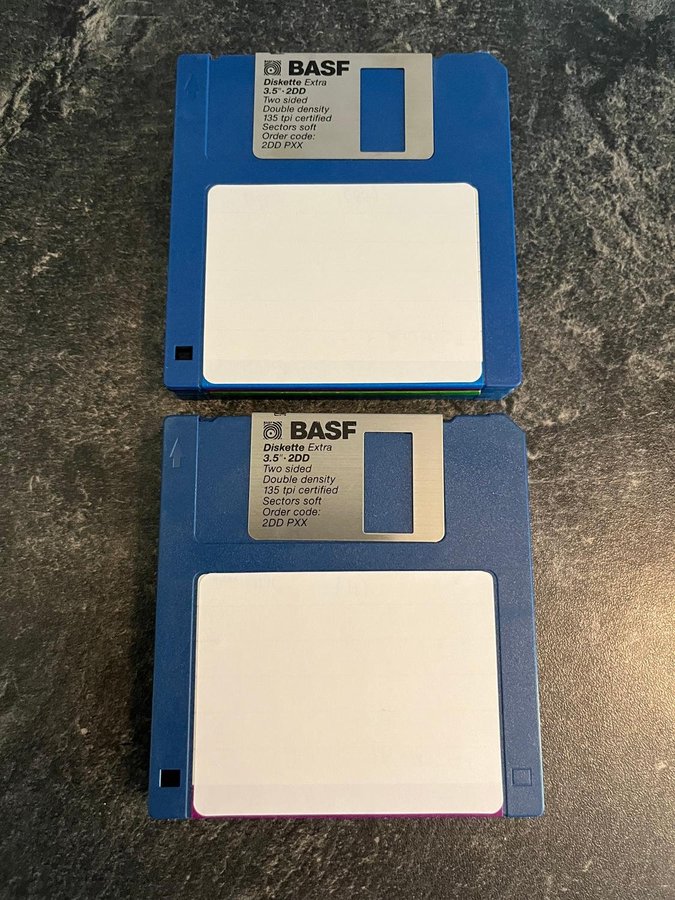 BASF
Diskette Extra
3.5"·2DD
Two sided
Double density
135 tpi certified
Sectors soft
Order code:
2DD PXX
BASF
Diskette Extra
3.5"·2DD
Two sided
Double density
135 tpi certified
Sectors soft
Order code:
2DD PXX